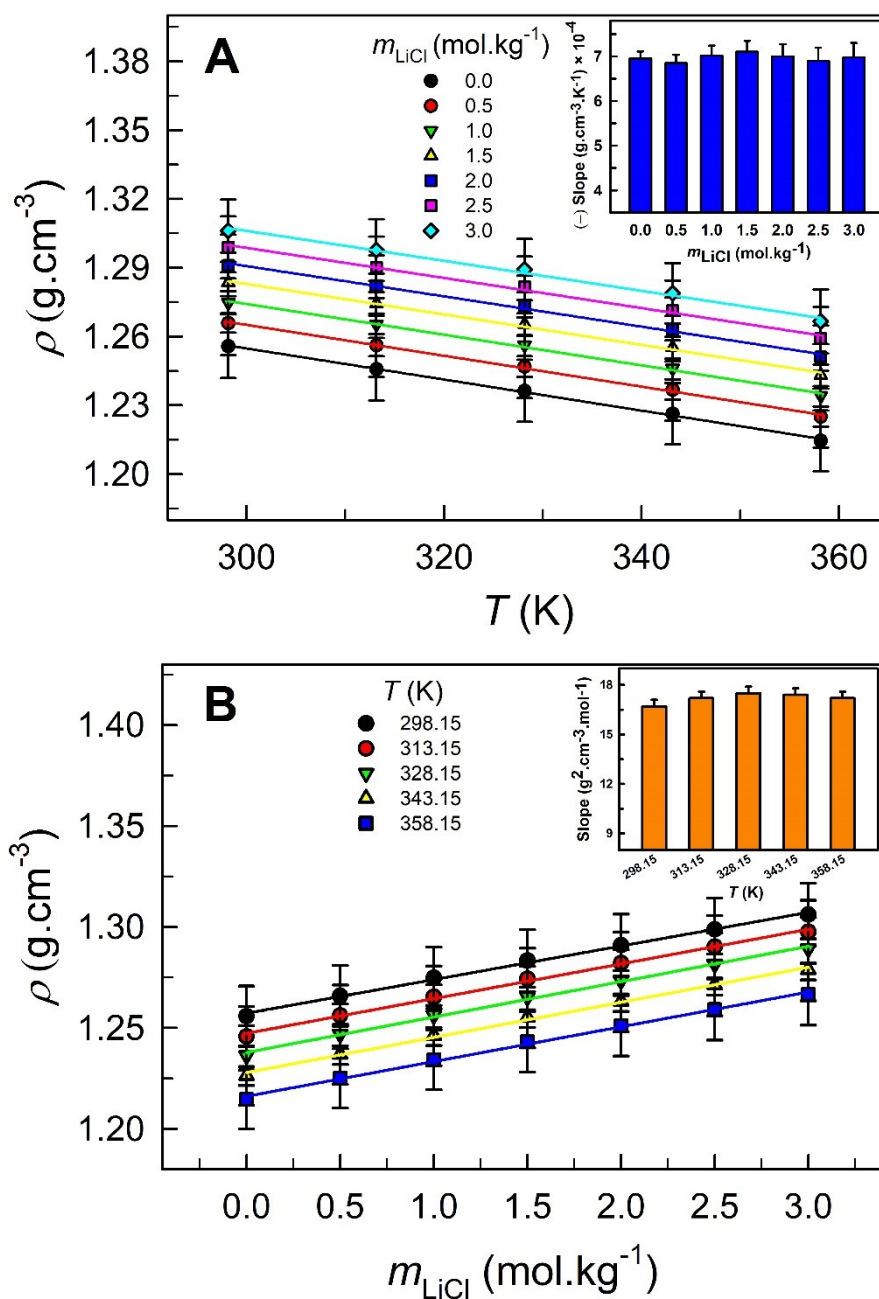 A
m_LiCl (mol.kg⁻¹)
0.0
0.5
1.0
1.5
2.0
2.5
3.0
1.38
1.35
1.32
1.29
1.26
1.23
1.20
ρ (g.cm⁻³)
300 320 340 360
T (K)
(−) Slope (g.cm⁻³.K⁻¹) × 10⁻⁴
8
7
6
5
4
0.0 0.5 1.0 1.5 2.0 2.5 3.0
m_LiCl (mol.kg⁻¹)
B
T (K)
298.15
313.15
328.15
343.15
358.15
1.40
1.35
1.30
1.25
1.20
ρ (g.cm⁻³)
0.0 0.5 1.0 1.5 2.0 2.5 3.0
m_LiCl (mol.kg⁻¹)
Slope (g².cm⁻³.mol⁻¹)
18
15
12
9
298.15 313.15 328.15 343.15 358.15
T (K)